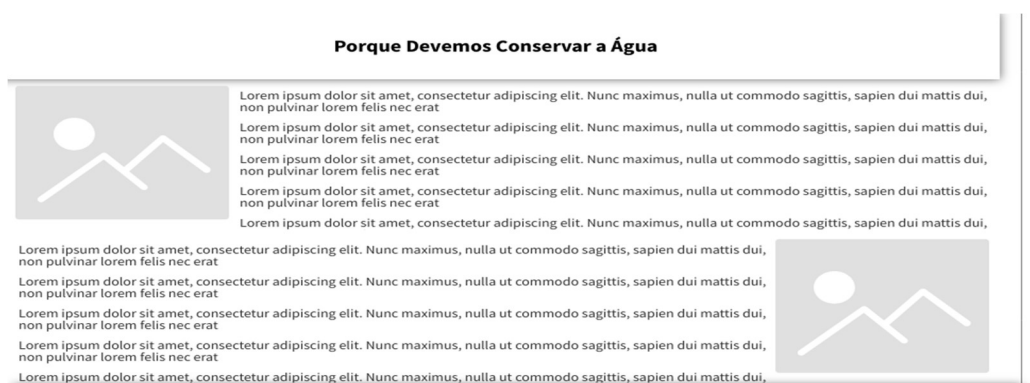 Porque Devemos Conservar a Água
Lorem ipsum dolor sit amet, consectetur adipiscing elit. Nunc maximus, nulla ut commodo sagittis, sapien dui mattis dui,
non pulvinar lorem felis nec erat
Lorem ipsum dolor sit amet, consectetur adipiscing elit. Nunc maximus, nulla ut commodo sagittis, sapien dui mattis dui,
non pulvinar lorem felis nec erat
Lorem ipsum dolor sit amet, consectetur adipiscing elit. Nunc maximus, nulla ut commodo sagittis, sapien dui mattis dui,
non pulvinar lorem felis nec erat
Lorem ipsum dolor sit amet, consectetur adipiscing elit. Nunc maximus, nulla ut commodo sagittis, sapien dui mattis dui,
non pulvinar lorem felis nec erat
Lorem ipsum dolor sit amet, consectetur adipiscing elit. Nunc maximus, nulla ut commodo sagittis, sapien dui mattis dui,
Lorem ipsum dolor sit amet, consectetur adipiscing elit. Nunc maximus, nulla ut commodo sagittis, sapien dui mattis dui,
non pulvinar lorem felis nec erat
Lorem ipsum dolor sit amet, consectetur adipiscing elit. Nunc maximus, nulla ut commodo sagittis, sapien dui mattis dui,
non pulvinar lorem felis nec erat
Lorem ipsum dolor sit amet, consectetur adipiscing elit. Nunc maximus, nulla ut commodo sagittis, sapien dui mattis dui,
non pulvinar lorem felis nec erat
Lorem ipsum dolor sit amet, consectetur adipiscing elit. Nunc maximus, nulla ut commodo sagittis, sapien dui mattis dui,
non pulvinar lorem felis nec erat
Lorem ipsum dolor sit amet, consectetur adipiscing elit. Nunc maximus, nulla ut commodo sagittis, sapien dui mattis dui,